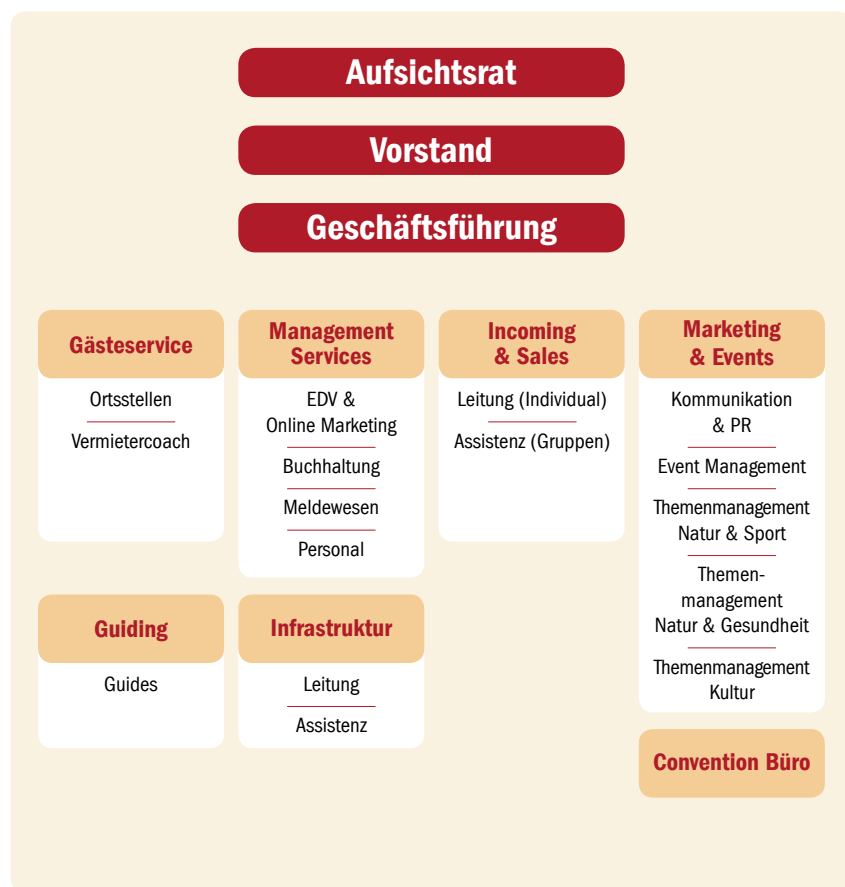 Aufsichtsrat
Vorstand
Geschäftsführung
Gästeservice
Ortsstellen
Vermietercoach
Management
Services
EDV &
Online Marketing
Buchhaltung
Meldewesen
Personal
Incoming
& Sales
Leitung (Individual)
Assistenz (Gruppen)
Marketing
& Events
Kommunikation
& PR
Event Management
Themenmanagement
Natur & Sport
Themen-
management
Natur & Gesundheit
Themenmanagement
Kultur
Guiding
Guides
Infrastruktur
Leitung
Assistenz
Convention Büro